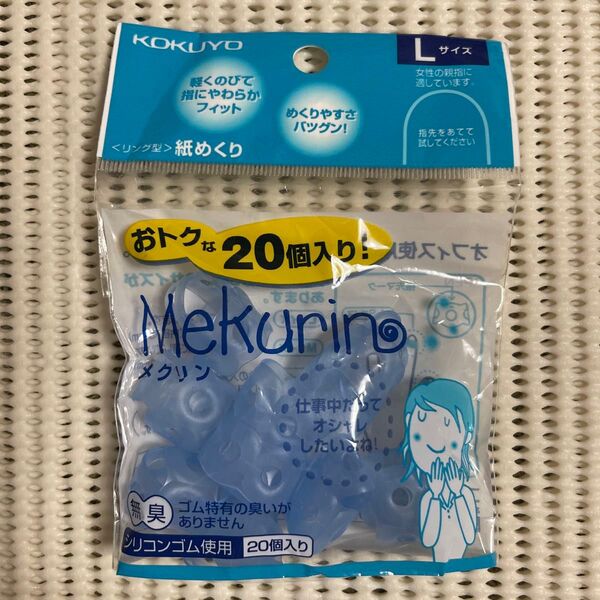 KOKUYO
L サイズ
女性の親指に
適しています。
軽くのびて
指にやわらか
フィット
めくりやすさ
バツグン!
指先をあてて
試してください
〈リング型〉紙めくり
おトクな20個入り!
オフィス使
Mekurin
メクリン
仕事中だって
オシャレ
したいよね!
無臭
ゴム特有の臭いが
ありません
シリコンゴム使用
20個入り